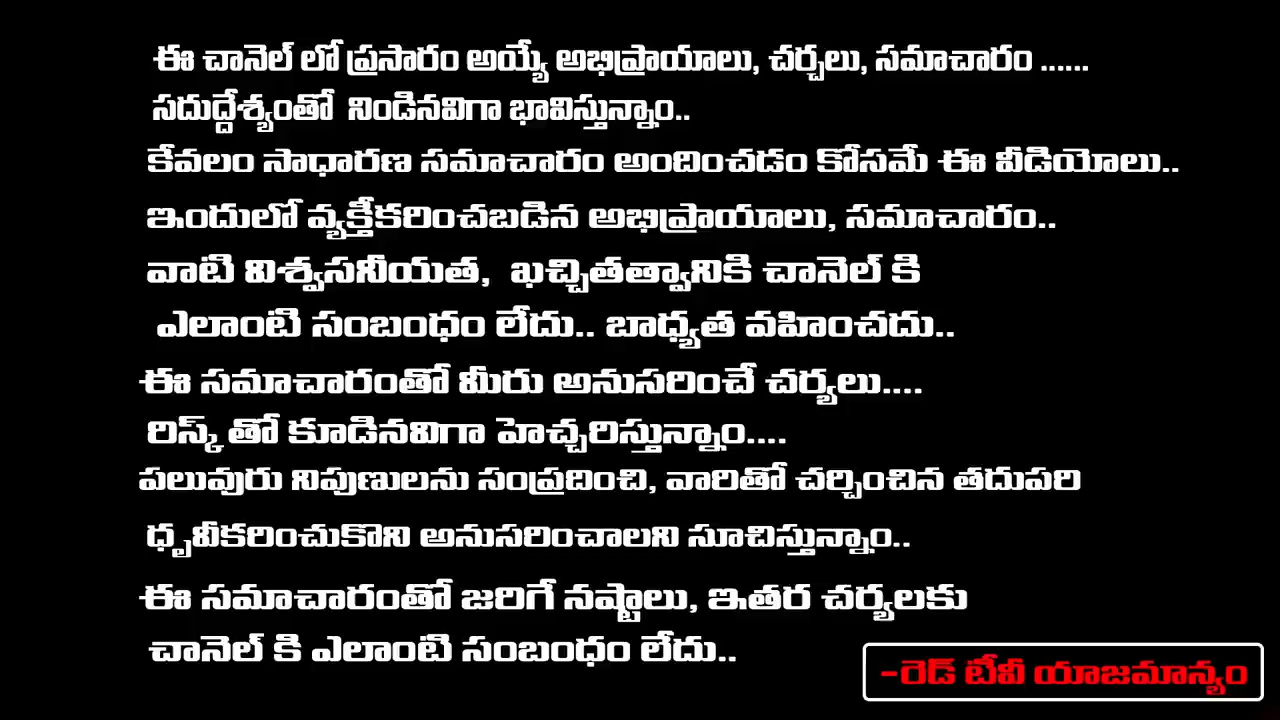 ఈ చానెల్ లో ప్రసారం అయ్యే అభిప్రాయాలు, చర్చలు, సమాచారం ......
సదుద్దేశ్యంతో నిండినవిగా భావిస్తున్నాం..
కేవలం సాధారణ సమాచారం అందించడం కోసమే ఈ వీడియోలు..
ఇందులో వ్యక్తీకరించబడిన అభిప్రాయాలు, సమాచారం..
వాటి విశ్వసనీయత, ఖచ్చితత్వానికి చానెల్ కి
ఎలాంటి సంబంధం లేదు.. బాధ్యత వహించదు..
ఈ సమాచారంతో మీరు అనుసరించే చర్యలు....
రిస్క్ తో కూడినవిగా హెచ్చరిస్తున్నాం....
పలువురు నిపుణులను సంప్రదించి, వారితో చర్చించిన తదుపరి
ధృవీకరించుకొని అనుసరించాలని సూచిస్తున్నాం..
ఈ సమాచారంతో జరిగే నష్టాలు, ఇతర చర్యలకు
చానెల్ కి ఎలాంటి సంబంధం లేదు..
-రెడ్ టీవీ యాజమాన్యం